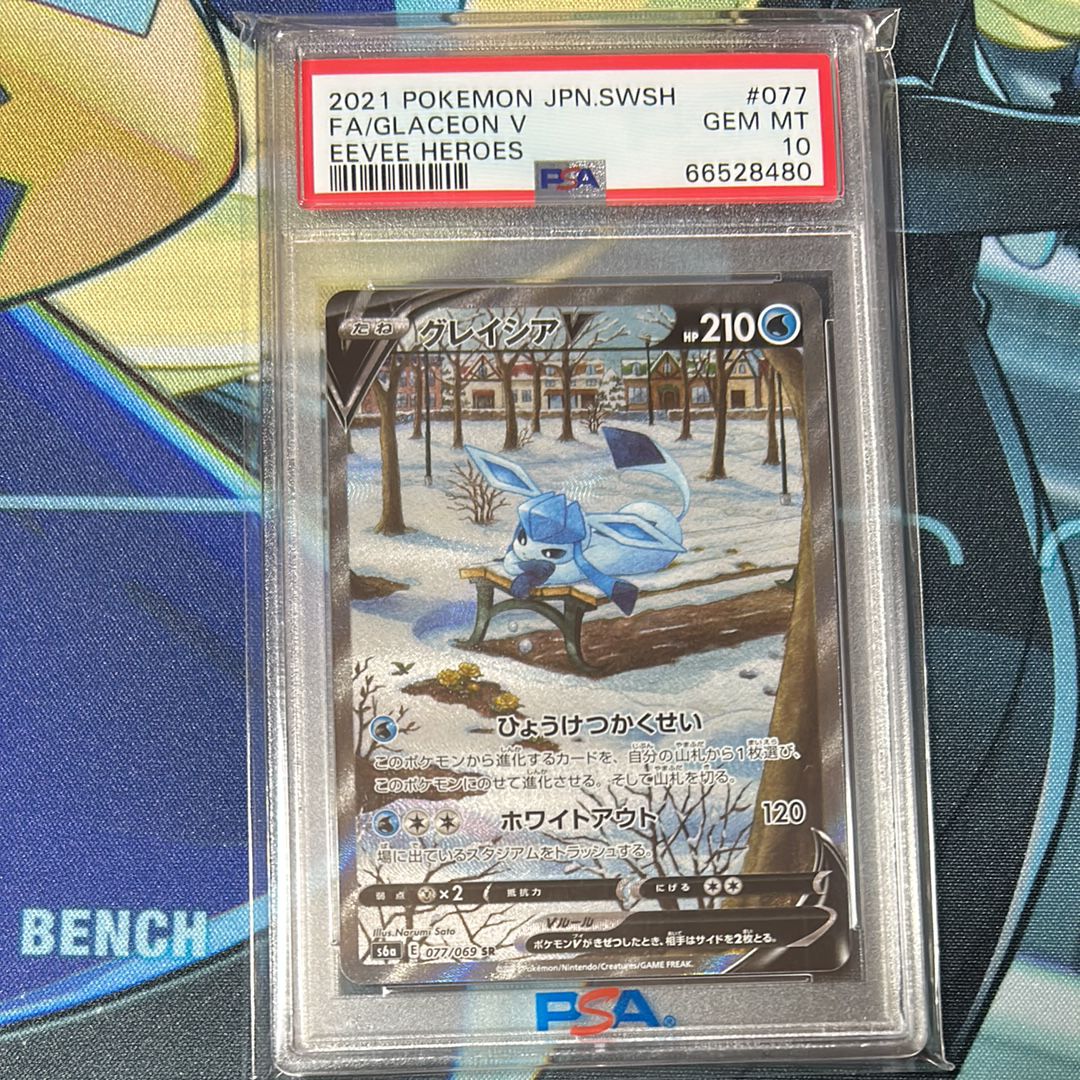 2021 POKEMON JPN.SWSH #077
FA/GLACEON V GEM MT
EEVEE HEROES 10
PSA 66528480
たね グレイシアV HP210
ひょうけつかくせい
このポケモンから進化するカードを、自分の山札から1枚選び、
このポケモンにのせて進化させる。そして山札を切る。
ホワイトアウト 120
場に出ているスタジアムをトラッシュする。
弱点 ×2 抵抗力 にげる
Illus.Narumi Sato
Vルール
ポケモンVがきぜつしたとき、相手はサイドを2枚とる。
s6a E 077/069 SR
Pokémon/Nintendo/Creatures/GAME FREAK.
BENCH
PSA